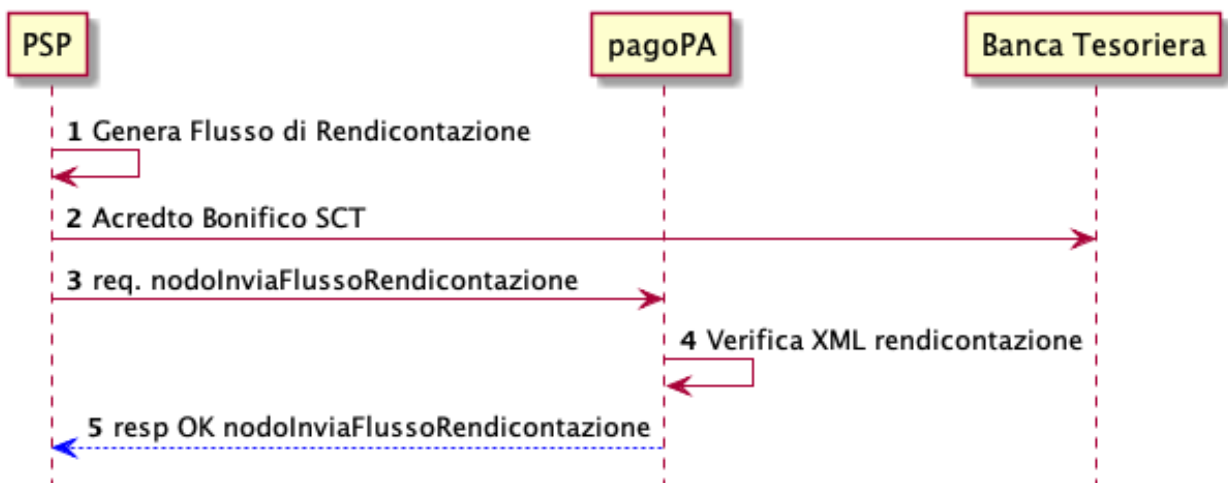 PSP
pagoPA
Banca Tesoriera
1 Genera Flusso di Rendicontazione
2 Acredto Bonifico SCT
3 req. nodoInviaFlussoRendicontazione
4 Verifica XML rendicontazione
5 resp OK nodoInviaFlussoRendicontazione